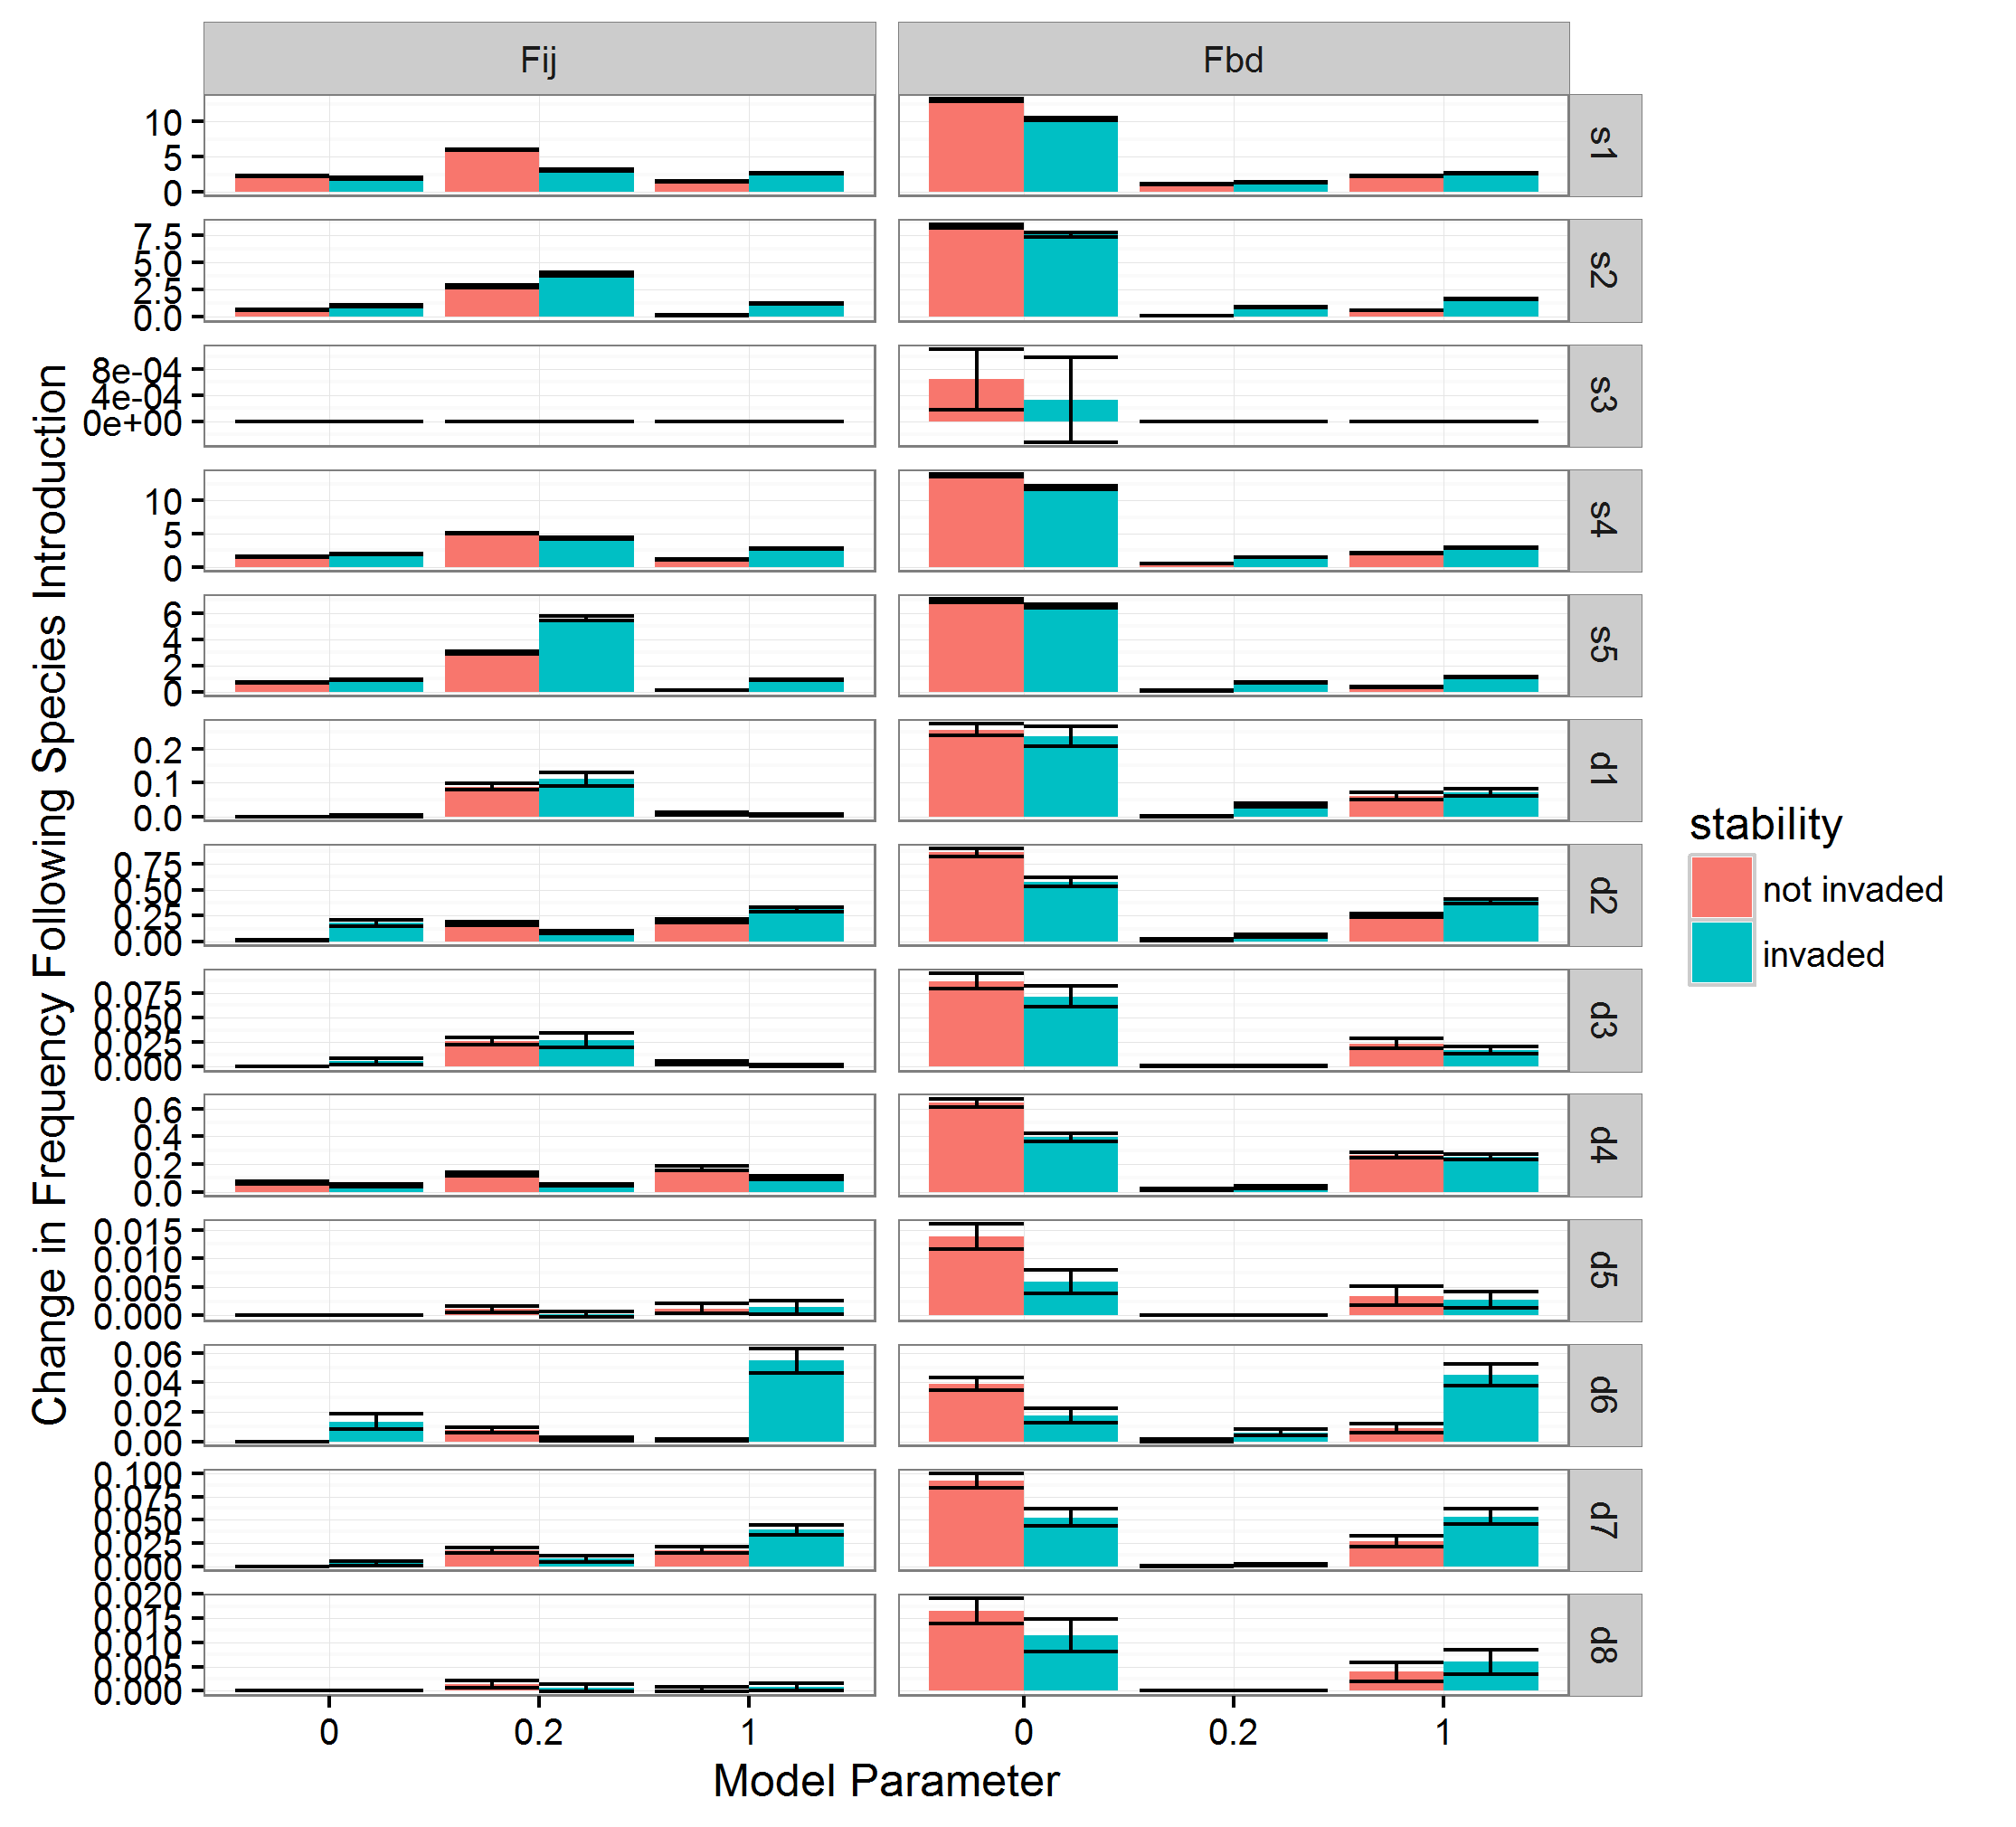 Fij
Fbd
10
5
0
s1
7.5
5.0
2.5
0.0
s2
8e-04
4e-04
0e+00
s3
10
5
0
s4
6
4
2
0
s5
0.2
0.1
0.0
d1
0.75
0.50
0.25
0.00
d2
0.075
0.050
0.025
0.000
d3
0.6
0.4
0.2
0.0
d4
0.015
0.010
0.005
0.000
d5
0.06
0.04
0.02
0.00
d6
0.100
0.075
0.050
0.025
0.000
d7
0.020
0.015
0.010
0.005
0.000
d8
0 0.2 1
0 0.2 1
Model Parameter
Change in Frequency Following Species Introduction
stability
not invaded
invaded